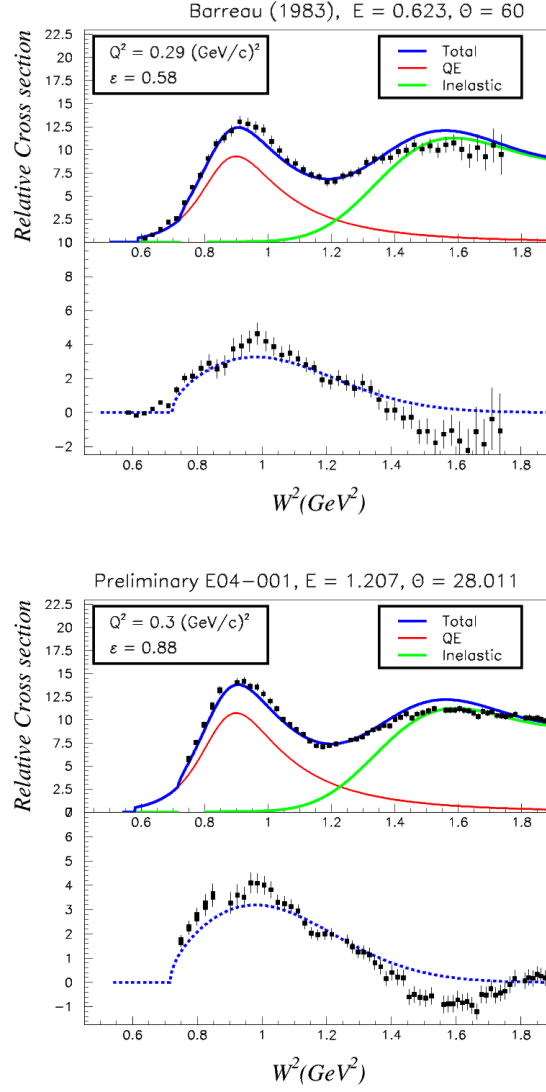 Barreau (1983), E = 0.623, Θ = 60
Relative Cross section
22.5
20
17.5
15
12.5
10
7.5
5
2.5
10
Q² = 0.29 (GeV/c)²
ε = 0.58
Total
QE
Inelastic
0.6 0.8 1 1.2 1.4 1.6 1.8
8
6
4
2
0
−2
0.6 0.8 1 1.2 1.4 1.6 1.8
W²(GeV²)
Preliminary E04−001, E = 1.207, Θ = 28.011
Relative Cross section
22.5
20
17.5
15
12.5
10
7.5
5
2.5
Q² = 0.3 (GeV/c)²
ε = 0.88
Total
QE
Inelastic
0.6 0.8 1 1.2 1.4 1.6 1.8
6
5
4
3
2
1
0
−1
0.6 0.8 1 1.2 1.4 1.6 1.8
W²(GeV²)